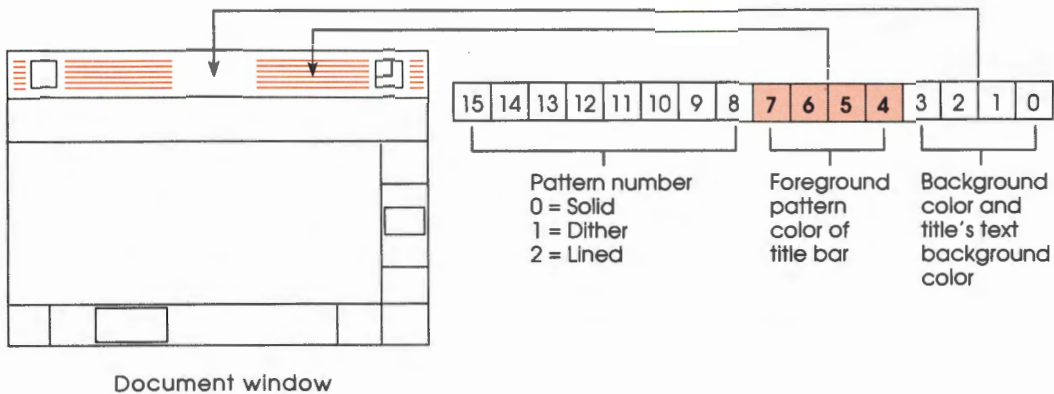 15 14 13 12 11 10 9 8 7 6 5 4 3 2 1 0
Pattern number
0 = Solid
1 = Dither
2 = Lined
Foreground
pattern
color of
title bar
Background
color and
title's text
background
color
Document window